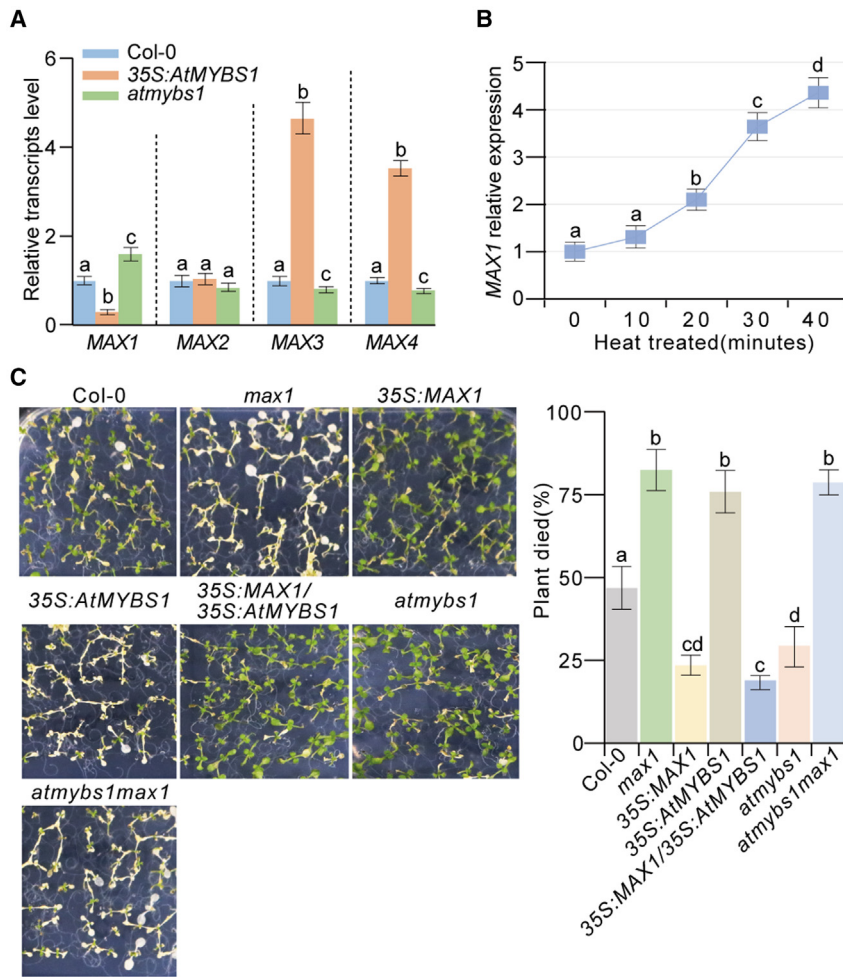 A
Relative transcripts level
6
4
2
0
Col-0
35S:AtMYBS1
atmybs1
a
b
c
a
a
a
a
b
c
a
b
c
MAX1
MAX2
MAX3
MAX4
B
MAX1 relative expression
5
4
3
2
1
0
a
a
b
c
d
0
10
20
30
40
Heat treated(minutes)
C
Col-0
max1
35S:MAX1
35S:AtMYBS1
35S:MAX1/
35S:AtMYBS1
atmybs1
atmybs1max1
Plant died(%)
100
75
50
25
0
a
b
cd
b
c
d
b
Col-0
max1
35S:MAX1
35S:AtMYBS1
35S:MAX1/35S:AtMYBS1
atmybs1
atmybs1max1